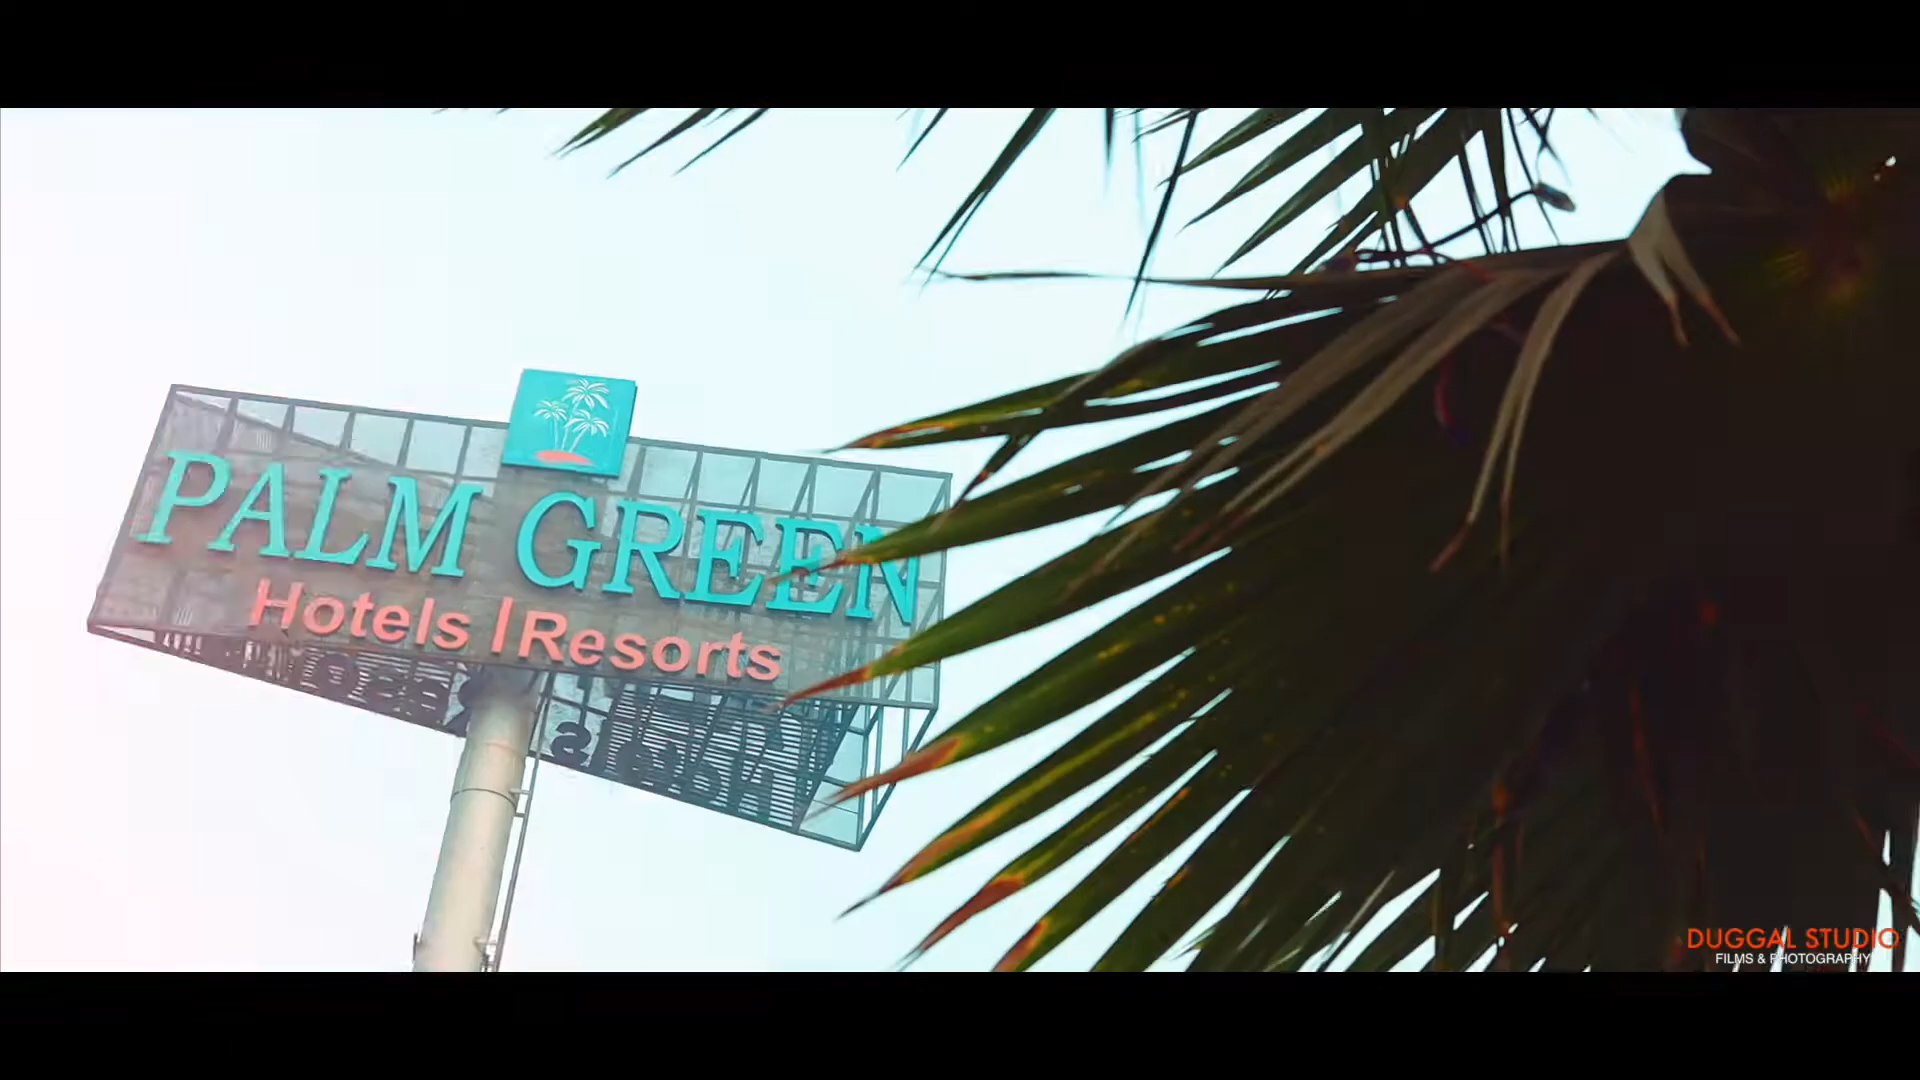 PALM GREEN
Hotels | Resorts
DUGGAL STUDIO
FILMS & PHOTOGRAPHY